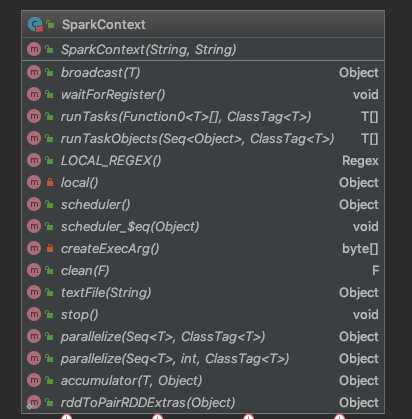 SparkContext
SparkContext(String, String)
broadcast(T) Object
waitForRegister() void
runTasks(Function0<T>[], ClassTag<T>) T[]
runTaskObjects(Seq<Object>, ClassTag<T>) T[]
LOCAL_REGEX() Regex
local() Object
scheduler() Object
scheduler_$eq(Object) void
createExecArg() byte[]
clean(F) F
textFile(String) Object
stop() void
parallelize(Seq<T>, ClassTag<T>) Object
parallelize(Seq<T>, int, ClassTag<T>) Object
accumulator(T, Object) Object
rddToPairRDDExtras(Object) Object